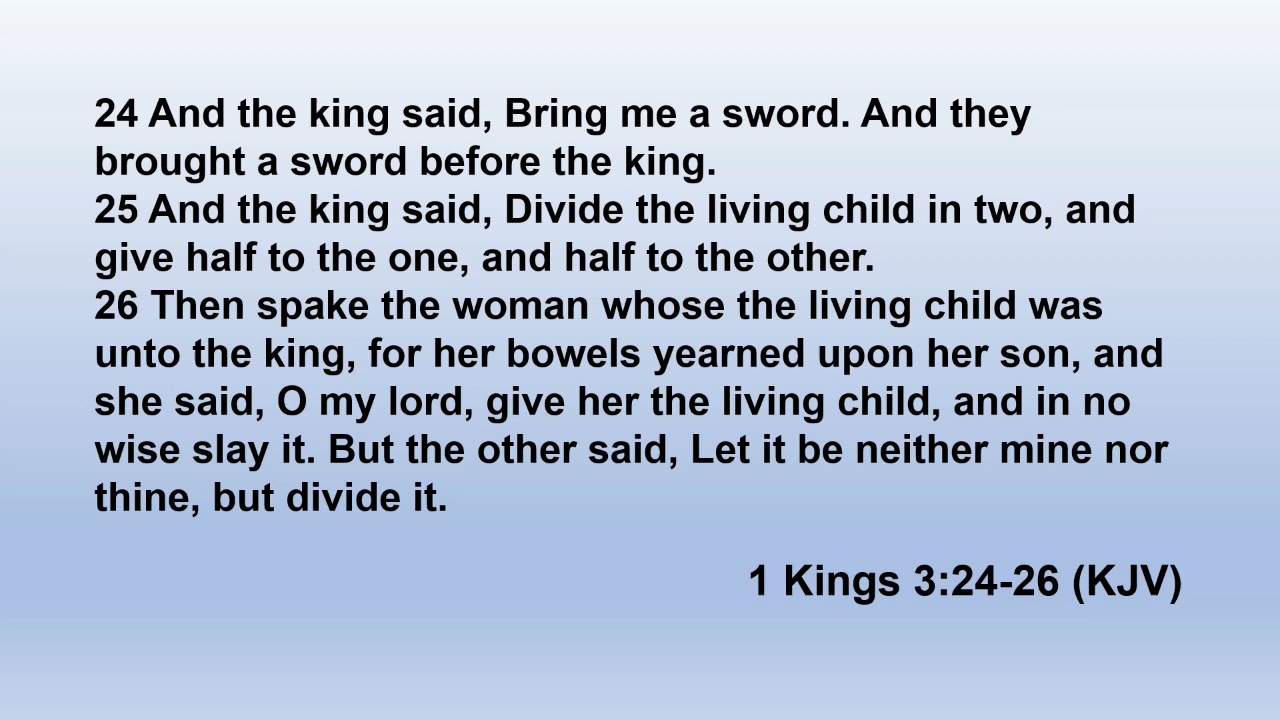 24 And the king said, Bring me a sword. And they
brought a sword before the king.
25 And the king said, Divide the living child in two, and
give half to the one, and half to the other.
26 Then spake the woman whose the living child was
unto the king, for her bowels yearned upon her son, and
she said, O my lord, give her the living child, and in no
wise slay it. But the other said, Let it be neither mine nor
thine, but divide it.
1 Kings 3:24-26 (KJV)